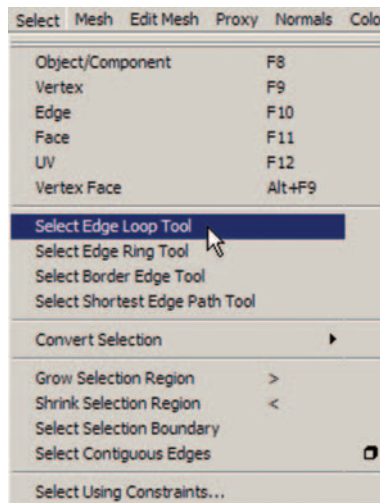 Select Mesh Edit Mesh Proxy Normals Colo
Object/Component F8
Vertex F9
Edge F10
Face F11
UV F12
Vertex Face Alt+F9
Select Edge Loop Tool
Select Edge Ring Tool
Select Border Edge Tool
Select Shortest Edge Path Tool
Convert Selection
Grow Selection Region >
Shrink Selection Region <
Select Selection Boundary
Select Contiguous Edges
Select Using Constraints...